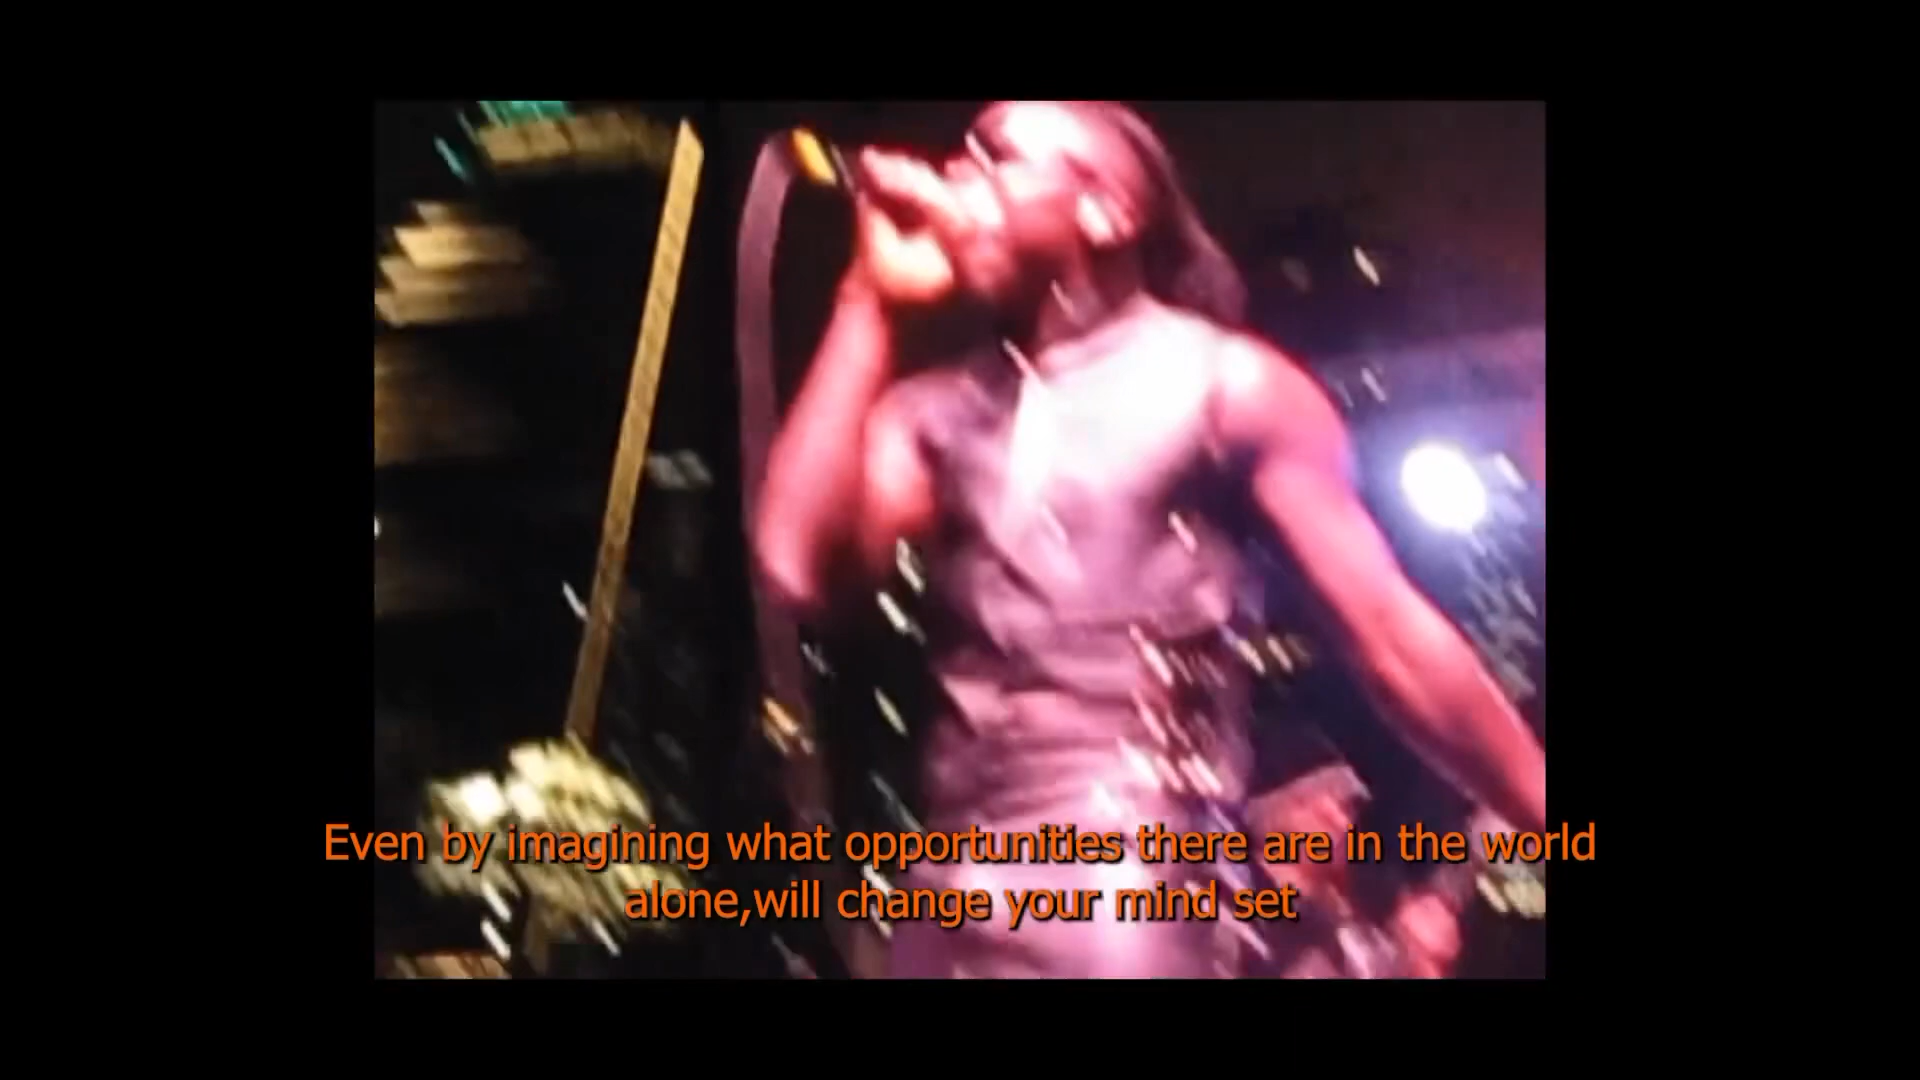 Even by imagining what opportunities there are in the world
alone,will change your mind set